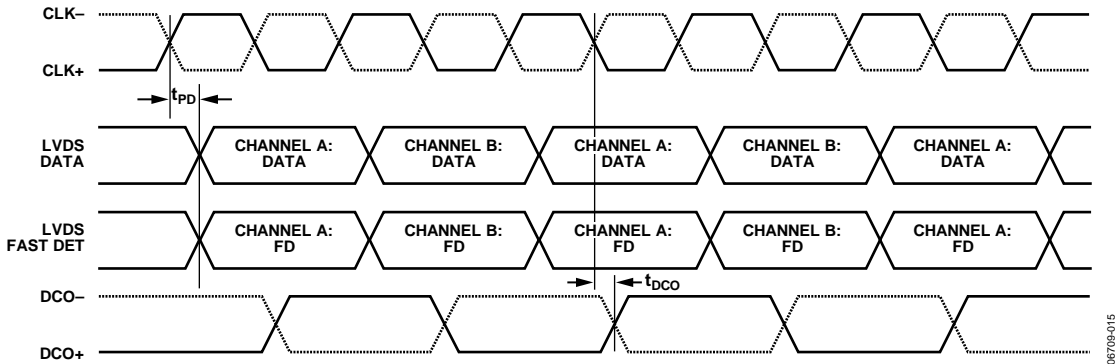 CLK–
CLK+
tPD
LVDS
DATA
CHANNEL A:
DATA
CHANNEL B:
DATA
CHANNEL A:
DATA
CHANNEL B:
DATA
CHANNEL A:
DATA
LVDS
FAST DET
CHANNEL A:
FD
CHANNEL B:
FD
CHANNEL A:
FD
CHANNEL B:
FD
CHANNEL A:
FD
DCO–
tDCO
DCO+
06709-015